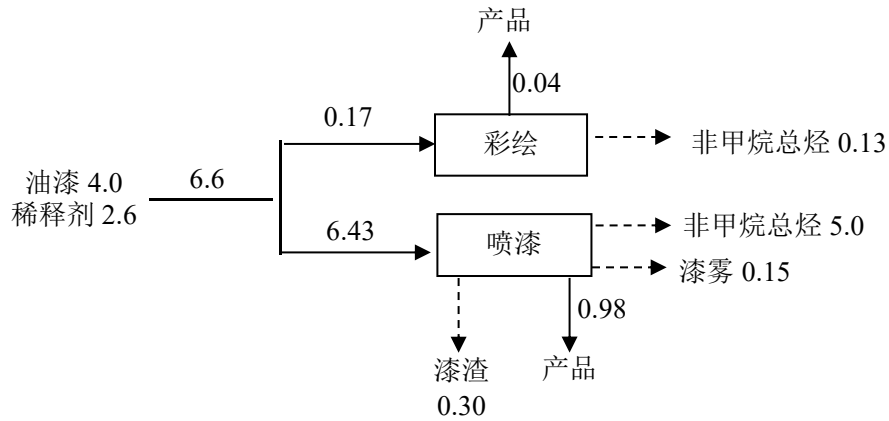 产品
0.04
0.17
彩绘
非甲烷总烃 0.13
油漆 4.0
稀释剂 2.6
6.6
6.43
喷漆
非甲烷总烃 5.0
漆雾 0.15
0.98
漆渣
0.30
产品